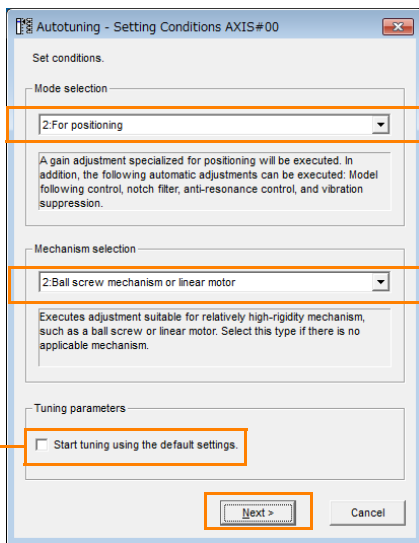 Autotuning - Setting Conditions AXIS#00
Set conditions.
Mode selection
2:For positioning
A gain adjustment specialized for positioning will be executed. In
addition, the following automatic adjustments can be executed: Model
following control, notch filter, anti-resonance control, and vibration
suppression.
Mechanism selection
2:Ball screw mechanism or linear motor
Executes adjustment suitable for relatively high-rigidity mechanism,
such as a ball screw or linear motor. Select this type if there is no
applicable mechanism.
Tuning parameters
Start tuning using the default settings.
Next >
Cancel